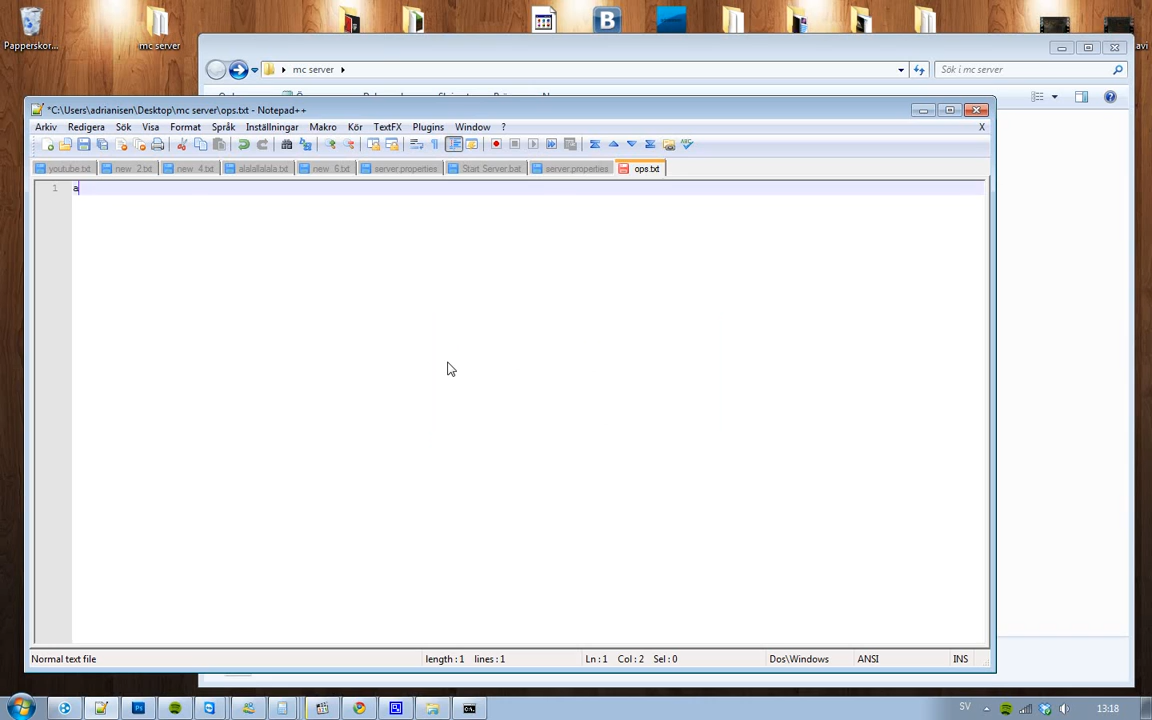 Papperskor...
mc server
B
avi
mc server
Sök i mc server
*C:\Users\adrianisen\Desktop\mc server\ops.txt - Notepad++
Arkiv Redigera Sök Visa Format Språk Inställningar Makro Kör TextFX Plugins Window ? X
youtube.txt new 2.txt new 4.txt alalallalala.txt new 6.txt server.properties Start Server.bat server.properties ops.txt
1 a
Normal text file length : 1 lines : 1 Ln : 1 Col : 2 Sel : 0 Dos\Windows ANSI INS
SV 13:18